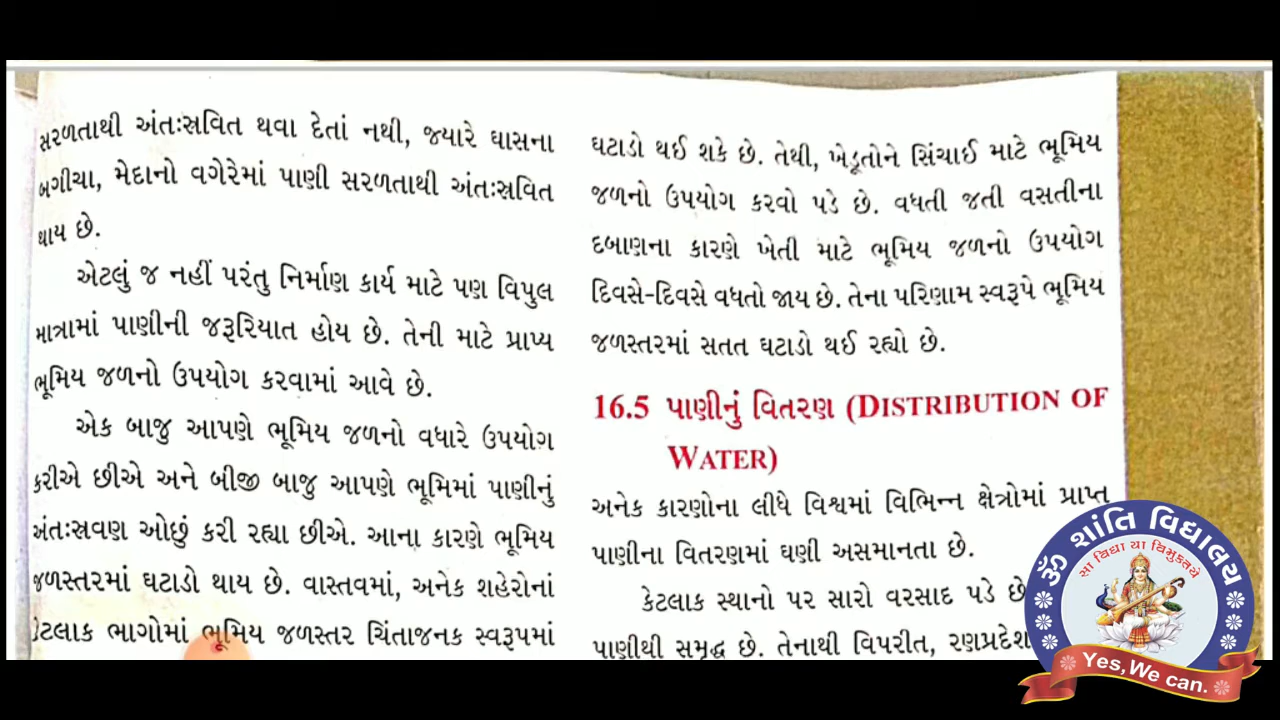 સરળતાથી અંતઃસ્રવિત થવા દેતાં નથી, જ્યારે ઘાસના
બગીચા, મેદાનો વગેરેમાં પાણી સરળતાથી અંતઃસ્રવિત
થાય છે.
એટલું જ નહીં પરંતુ નિર્માણ કાર્ય માટે પણ વિપુલ
માત્રામાં પાણીની જરૂરિયાત હોય છે. તેની માટે પ્રાપ્ય
ભૂમિય જળનો ઉપયોગ કરવામાં આવે છે.
એક બાજુ આપણે ભૂમિય જળનો વધારે ઉપયોગ
કરીએ છીએ અને બીજી બાજુ આપણે ભૂમિમાં પાણીનું
અંતઃસ્રવણ ઓછું કરી રહ્યા છીએ. આના કારણે ભૂમિય
જળસ્તરમાં ઘટાડો થાય છે. વાસ્તવમાં, અનેક શહેરોનાં
કેટલાક ભાગોમાં ભૂમિય જળસ્તર ચિંતાજનક સ્વરૂપમાં
ઘટાડો થઈ શકે છે. તેથી, ખેડૂતોને સિંચાઈ માટે ભૂમિય
જળનો ઉપયોગ કરવો પડે છે. વધતી જતી વસતીના
દબાણના કારણે ખેતી માટે ભૂમિય જળનો ઉપયોગ
દિવસે-દિવસે વધતો જાય છે. તેના પરિણામ સ્વરૂપે ભૂમિય
જળસ્તરમાં સતત ઘટાડો થઈ રહ્યો છે.
16.5 પાણીનું વિતરણ (DISTRIBUTION OF
WATER)
અનેક કારણોના લીધે વિશ્વમાં વિભિન્ન ક્ષેત્રોમાં પ્રાપ્ત
પાણીના વિતરણમાં ઘણી અસમાનતા છે.
કેટલાક સ્થાનો પર સારો વરસાદ પડે છે
પાણીથી સમૃદ્ધ છે. તેનાથી વિપરીત, રણપ્રદેશ
ૐ શાંતિ વિદ્યાલય
સા વિદ્યા યા વિમુક્તયે
Yes, We can.